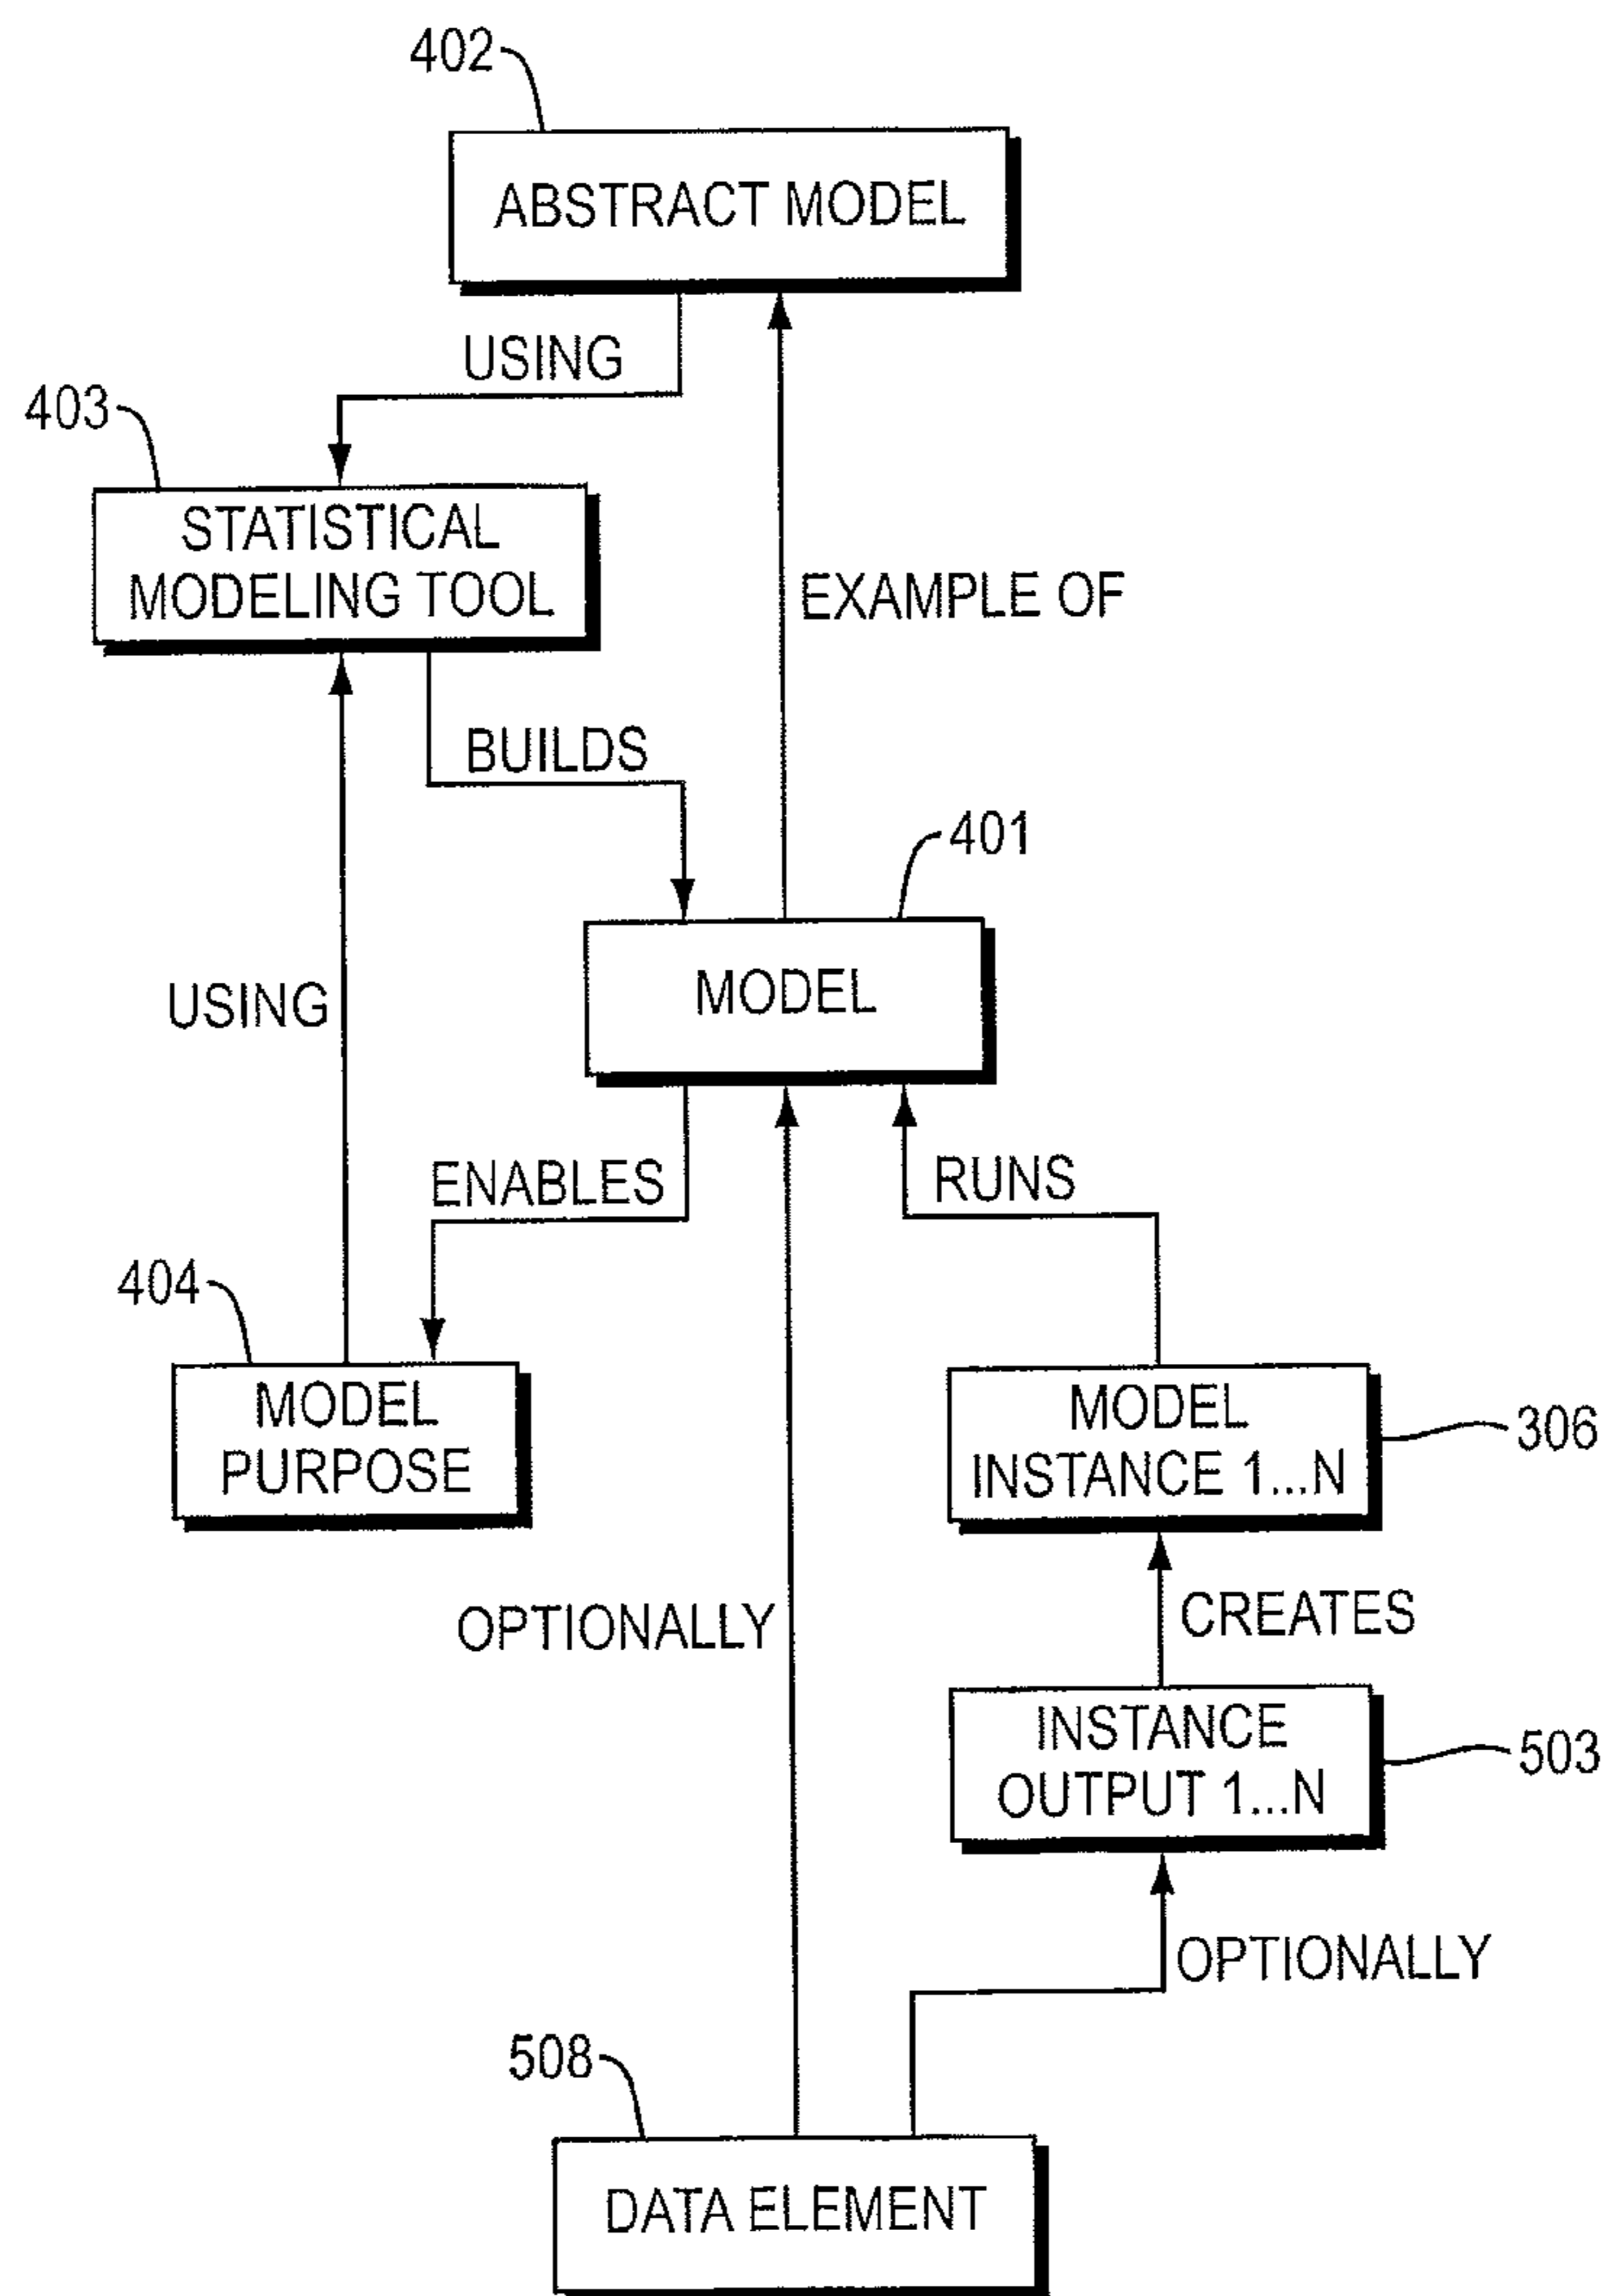 402
ABSTRACT MODEL
USING
403
STATISTICAL
MODELING TOOL
EXAMPLE OF
BUILDS
401
MODEL
USING
ENABLES
RUNS
404
MODEL
PURPOSE
MODEL
INSTANCE 1...N
306
OPTIONALLY
CREATES
INSTANCE
OUTPUT 1...N
503
OPTIONALLY
508
DATA ELEMENT